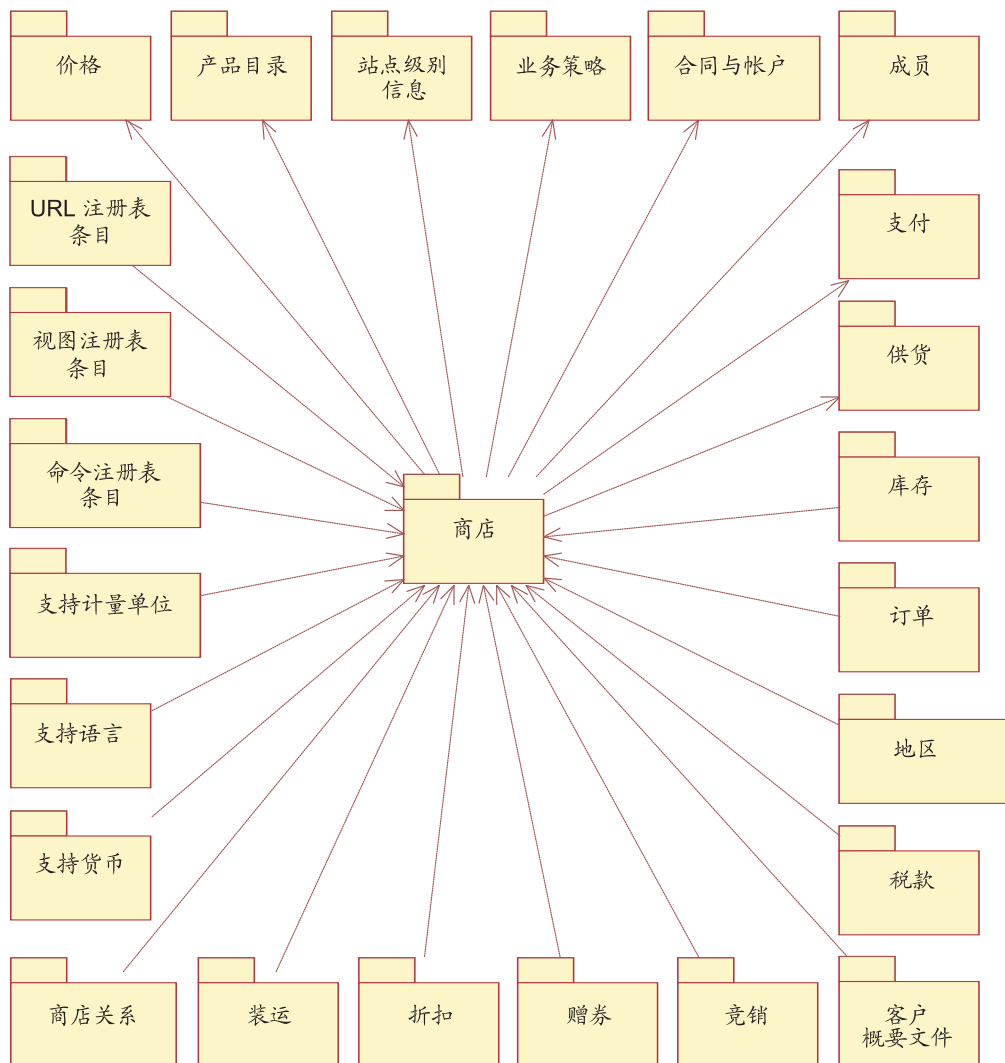 价格
产品目录
站点级别
信息
业务策略
合同与帐户
成员
URL 注册表
条目
支付
视图注册表
条目
供货
命令注册表
条目
库存
商店
支持计量单位
订单
支持语言
地区
支持货币
税款
商店关系
装运
折扣
赠券
竞销
客户
概要文件